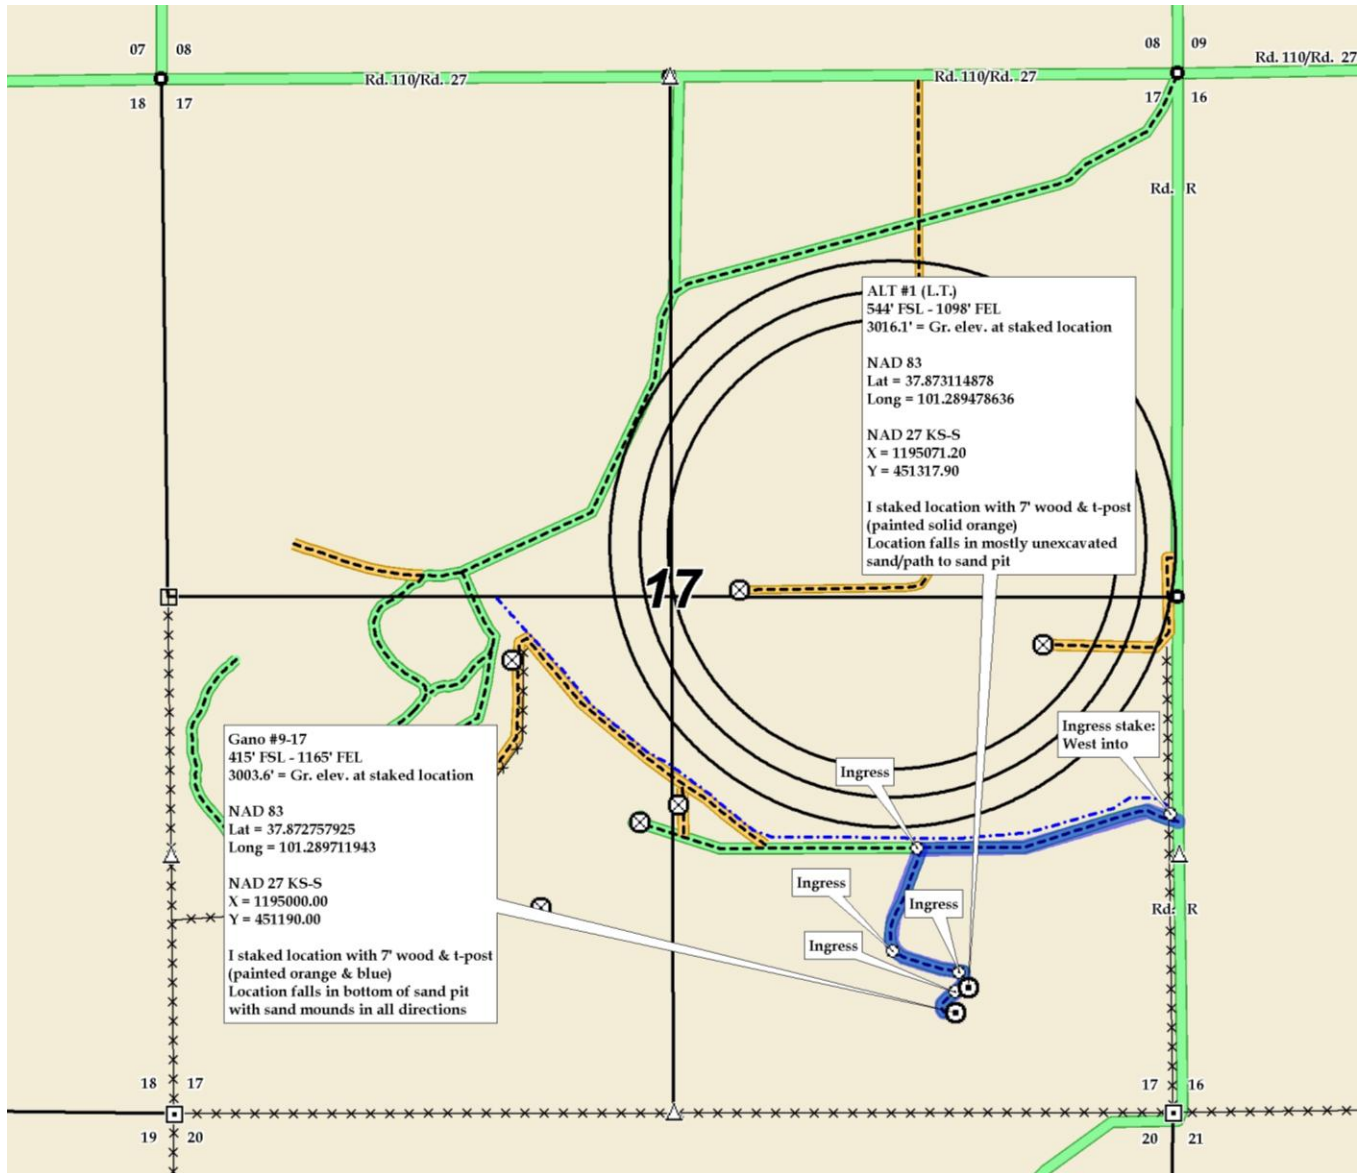 07 08
08 09
Rd. 110/Rd. 27
Rd. 110/Rd. 27
Rd. 110/Rd. 27
18 17
17 16
Rd. R
ALT #1 (L.T.)
544' FSL - 1098' FEL
3016.1' = Gr. elev. at staked location
NAD 83
Lat = 37.873114878
Long = 101.289478636
NAD 27 KS-S
X = 1195071.20
Y = 451317.90
I staked location with 7' wood & t-post
(painted solid orange)
Location falls in mostly unexcavated
sand/path to sand pit
17
Ingress stake:
West into
Gano #9-17
415' FSL - 1165' FEL
3003.6' = Gr. elev. at staked location
NAD 83
Lat = 37.872757925
Long = 101.289711943
NAD 27 KS-S
X = 1195000.00
Y = 451190.00
I staked location with 7' wood & t-post
(painted orange & blue)
Location falls in bottom of sand pit
with sand mounds in all directions
Ingress
Ingress
Ingress
Rd. R
Ingress
18 17
17 16
19 20
20 21